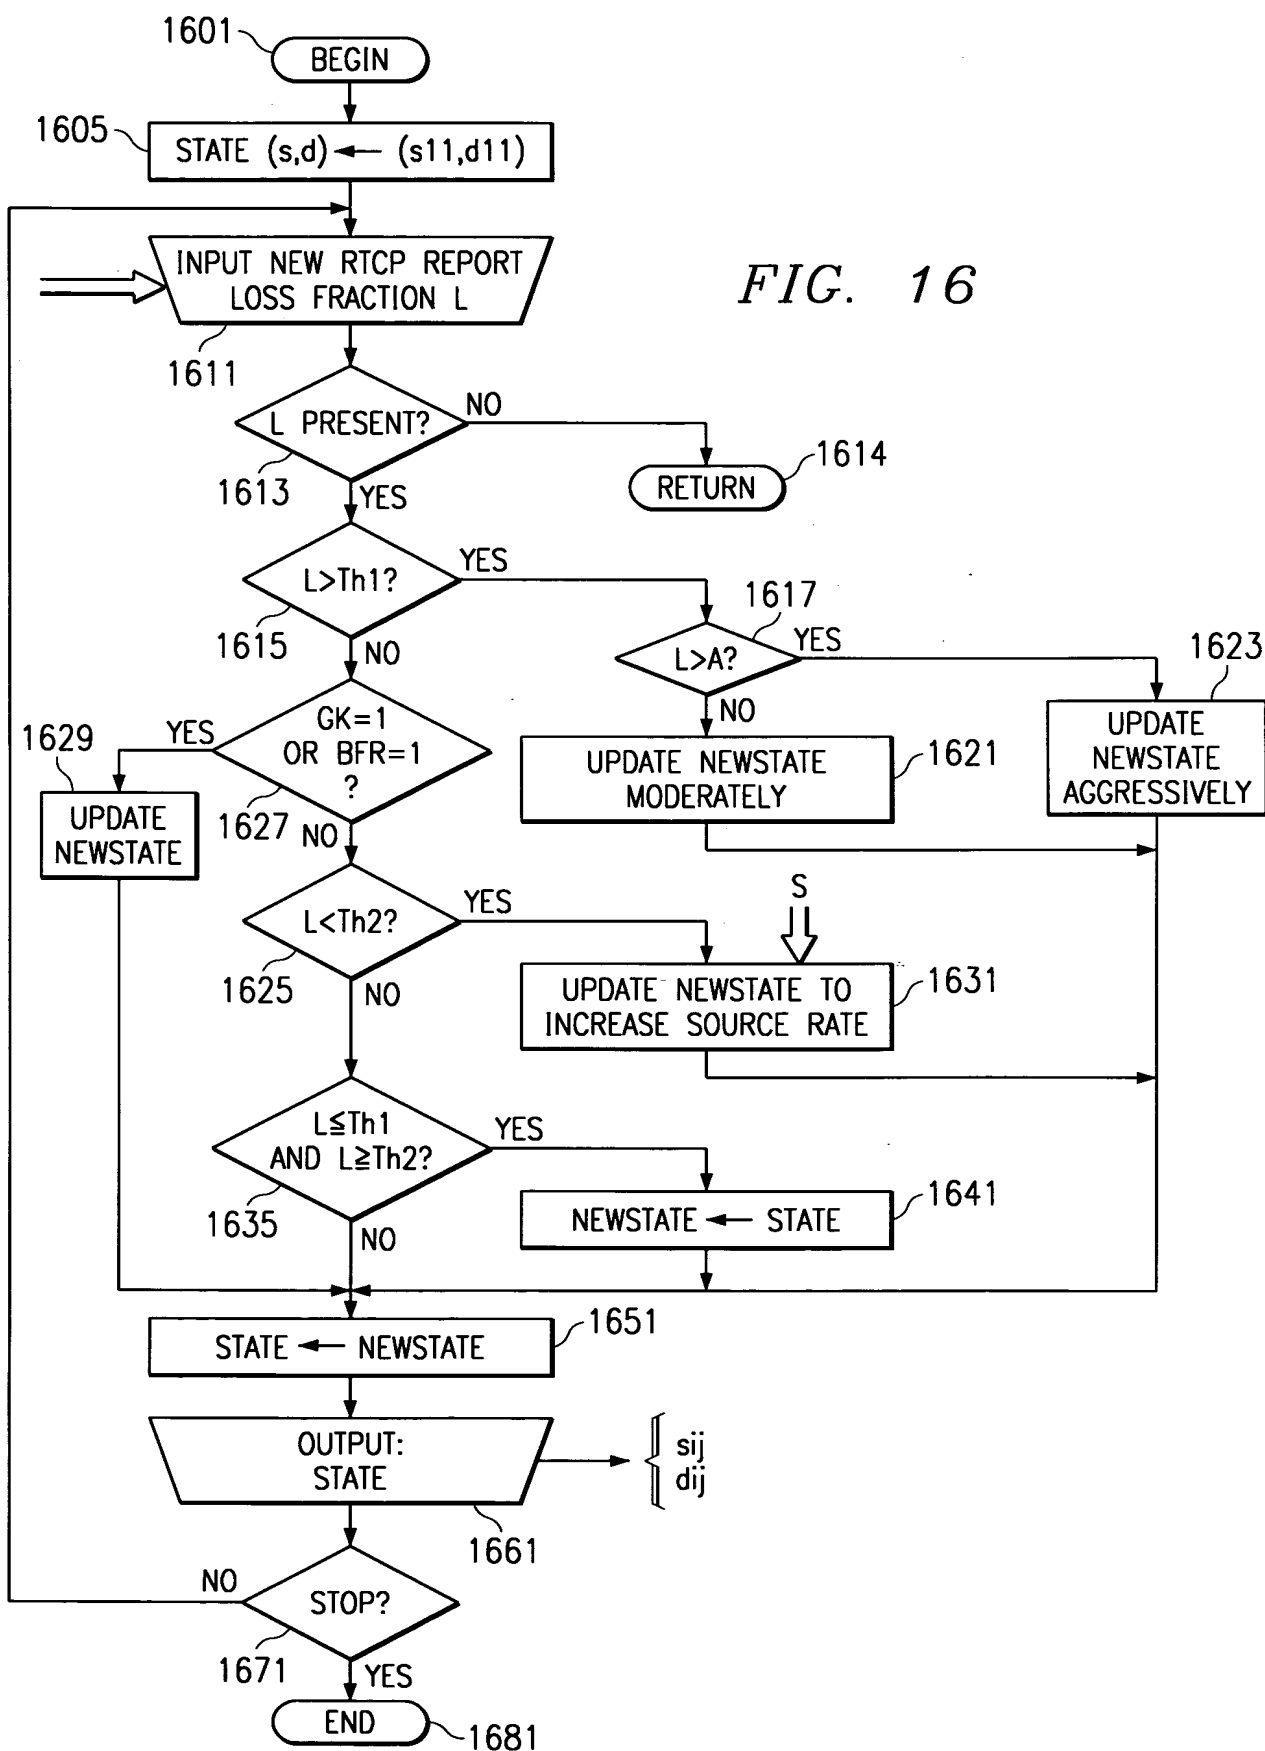 1601
BEGIN
1605
STATE (s,d) ← (s11,d11)
INPUT NEW RTCP REPORT
LOSS FRACTION L
FIG. 16
1611
L PRESENT?
NO
1613
YES
RETURN
1614
L>Th1?
YES
1615
NO
1617
L>A?
YES
NO
1623
UPDATE
NEWSTATE
AGGRESSIVELY
GK=1
OR BFR=1
?
YES
1629
UPDATE
NEWSTATE
1627
NO
UPDATE NEWSTATE
MODERATELY
1621
L<Th2?
YES
1625
NO
S
UPDATE NEWSTATE TO
INCREASE SOURCE RATE
1631
L≦Th1
AND L≧Th2?
YES
1635
NO
NEWSTATE ← STATE
1641
STATE ← NEWSTATE
1651
OUTPUT:
STATE
sij
dij
1661
STOP?
NO
1671
YES
END
1681